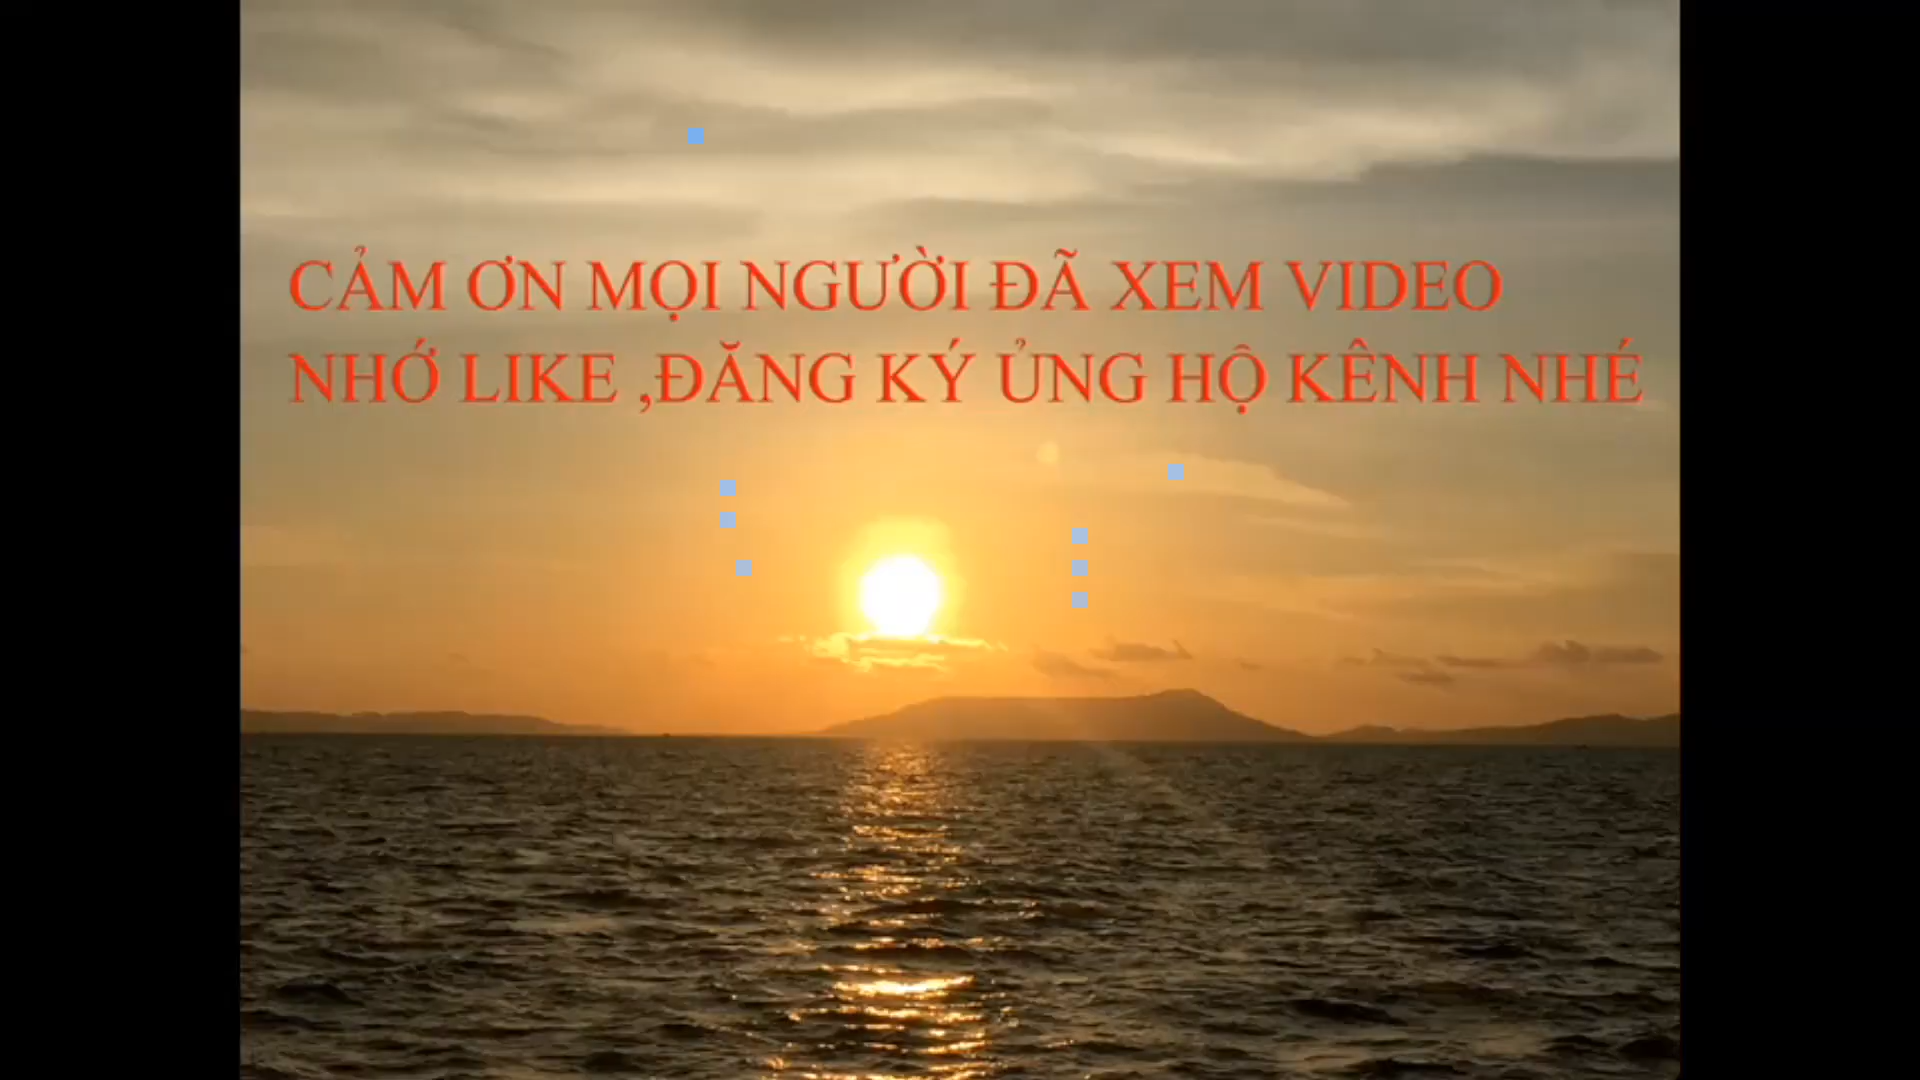 CẢM ƠN MỌI NGƯỜI ĐÃ XEM VIDEO
NHỚ LIKE ,ĐĂNG KÝ ỦNG HỘ KÊNH NHÉ